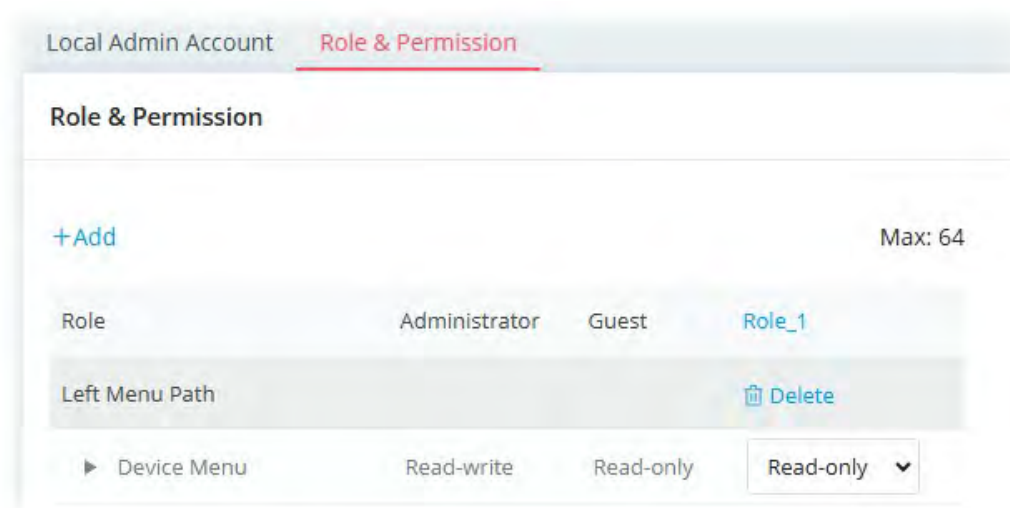 Local Admin Account Role & Permission
Role & Permission
+Add Max: 64
Role Administrator Guest Role_1
Left Menu Path Delete
Device Menu Read-write Read-only Read-only